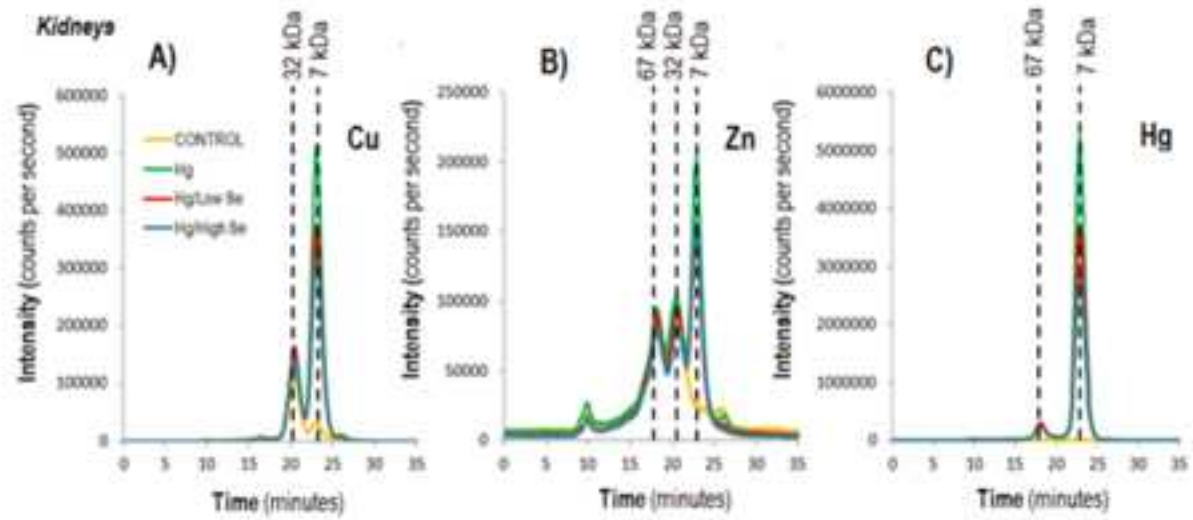 Kidneys
A)
32 kDa
7 kDa
Cu
CONTROL
Hg
Hg/Low Se
Hg/High Se
Intensity (counts per second)
600000
500000
400000
300000
200000
100000
0
0 5 10 15 20 25 30 35
Time (minutes)
B)
67 kDa
32 kDa
7 kDa
Zn
Intensity (counts per second)
250000
200000
150000
100000
50000
0
0 5 10 15 20 25 30 35
Time (minutes)
C)
67 kDa
7 kDa
Hg
Intensity (counts per second)
6000000
5000000
4000000
3000000
2000000
1000000
0
0 5 10 15 20 25 30 35
Time (minutes)